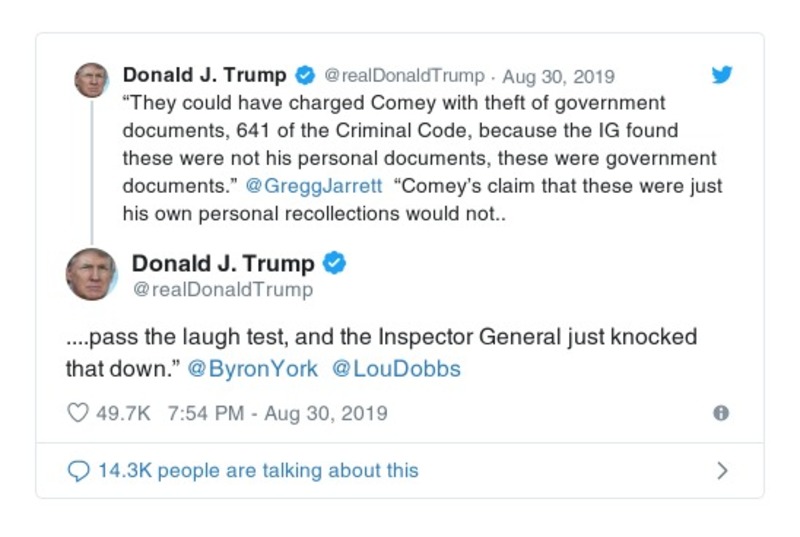 Donald J. Trump @realDonaldTrump · Aug 30, 2019
“They could have charged Comey with theft of government
documents, 641 of the Criminal Code, because the IG found
these were not his personal documents, these were government
documents.” @GreggJarrett “Comey’s claim that these were just
his own personal recollections would not..
Donald J. Trump
@realDonaldTrump
....pass the laugh test, and the Inspector General just knocked
that down.” @ByronYork @LouDobbs
49.7K 7:54 PM - Aug 30, 2019
14.3K people are talking about this